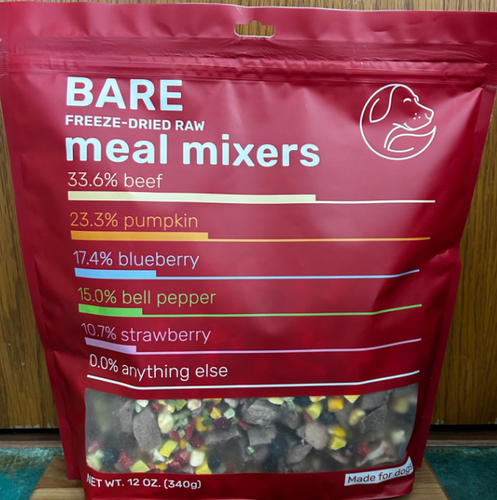 BARE
FREEZE-DRIED RAW
meal mixers
33.6% beef
23.3% pumpkin
17.4% blueberry
15.0% bell pepper
10.7% strawberry
0.0% anything else
NET WT. 12 OZ. (340g)
Made for dogs